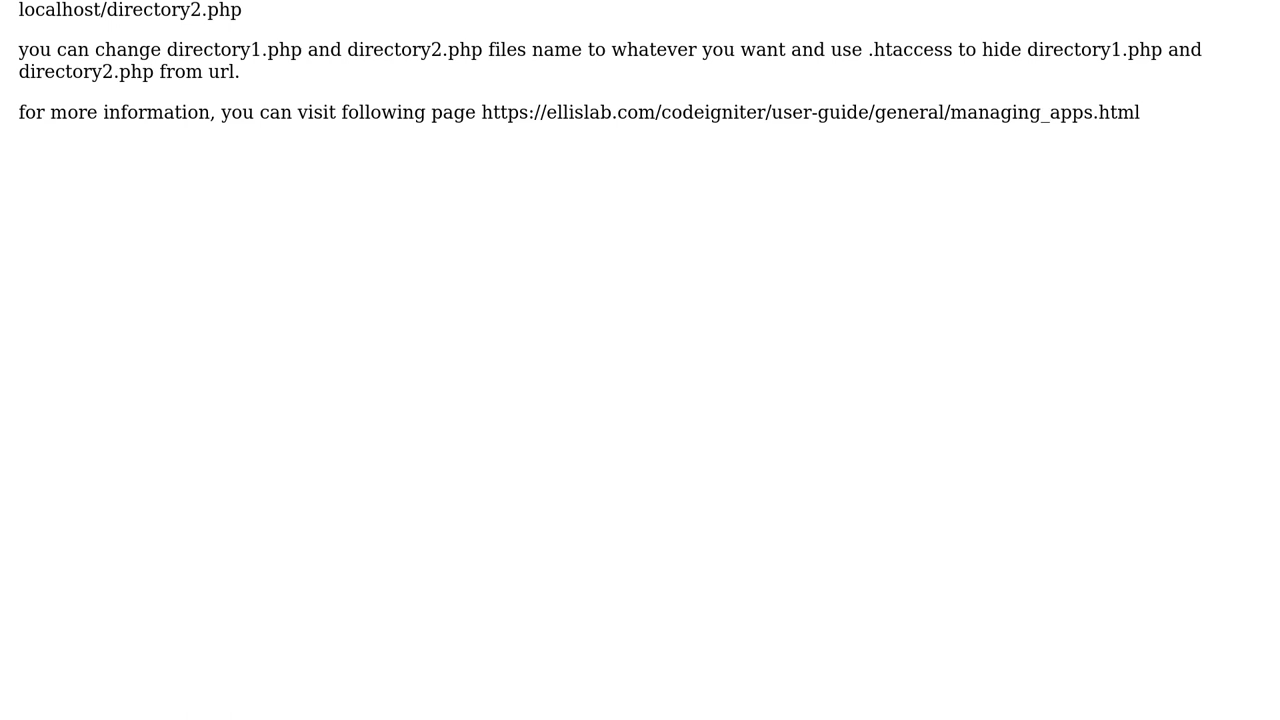 localhost/directory2.php
you can change directory1.php and directory2.php files name to whatever you want and use .htaccess to hide directory1.php and
directory2.php from url.
for more information, you can visit following page https://ellislab.com/codeigniter/user-guide/general/managing_apps.html